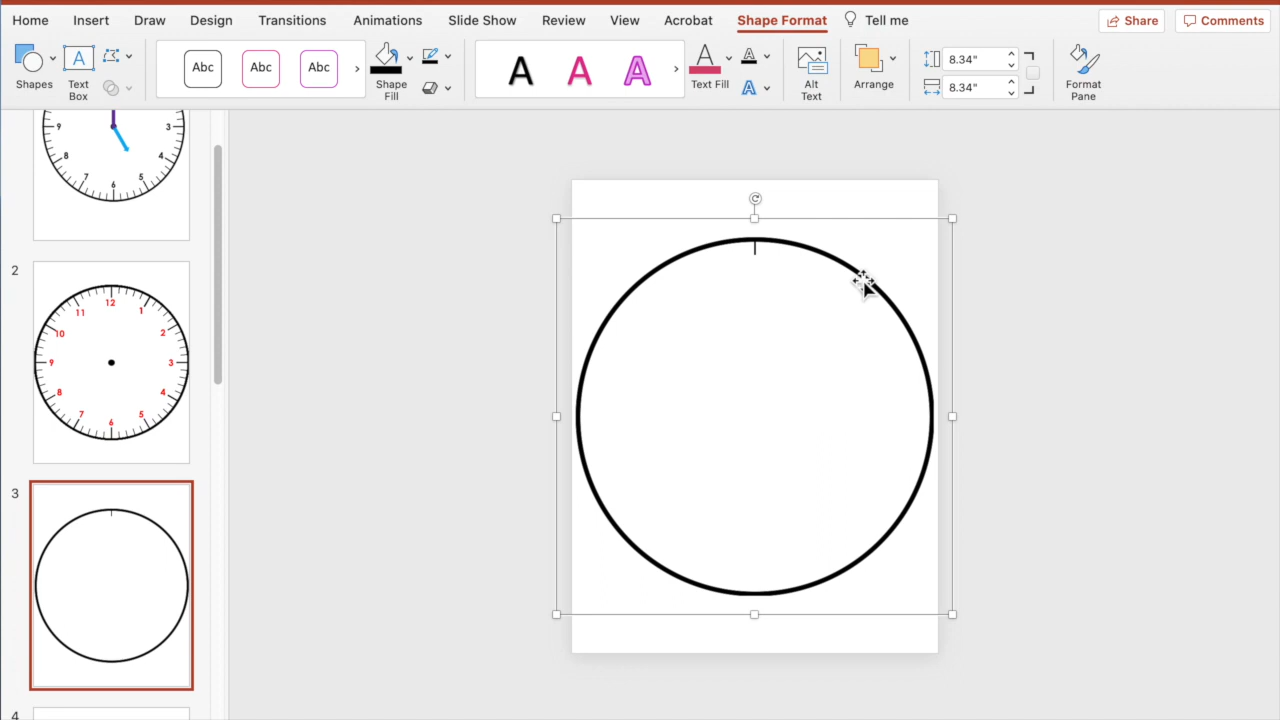 Home Insert Draw Design Transitions Animations Slide Show Review View Acrobat Shape Format Tell me Share Comments
Shapes
Text
Box
Abc Abc Abc
Shape
Fill
A A A
Text Fill
Alt
Text
Arrange
8.34"
8.34"
Format
Pane
9 3
8 4
7 5
6
2
12
11 1
10 2
9 3
8 4
7 5
6
3
4